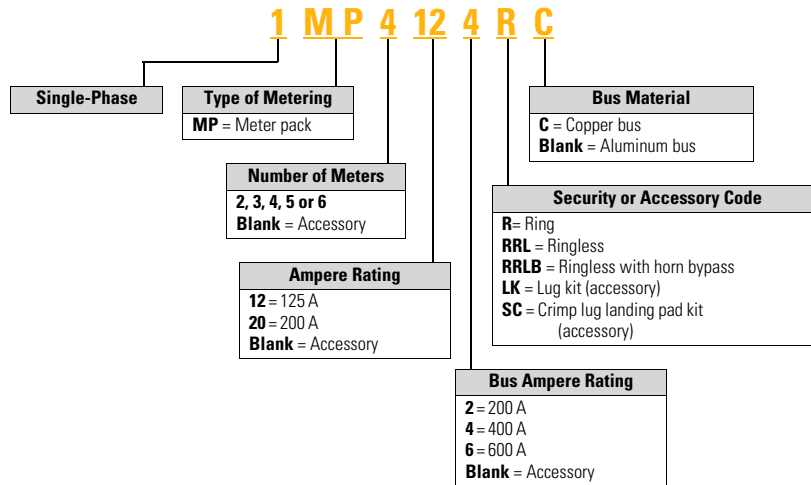 1 MP 4 12 4 R C
Single-Phase
Type of Metering
MP = Meter pack
Number of Meters
2, 3, 4, 5 or 6
Blank = Accessory
Ampere Rating
12 = 125 A
20 = 200 A
Blank = Accessory
Bus Ampere Rating
2 = 200 A
4 = 400 A
6 = 600 A
Blank = Accessory
Security or Accessory Code
R= Ring
RRL = Ringless
RRLB = Ringless with horn bypass
LK = Lug kit (accessory)
SC = Crimp lug landing pad kit
(accessory)
Bus Material
C = Copper bus
Blank = Aluminum bus